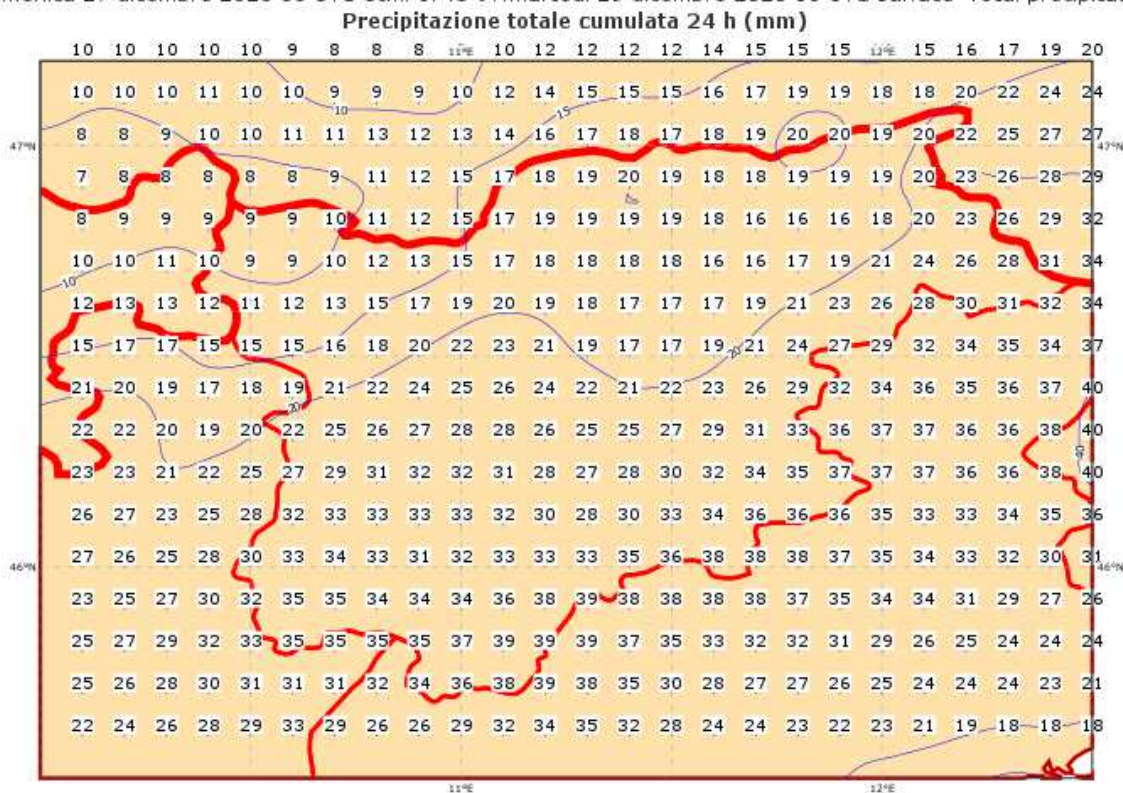 Precipitazione totale cumulata 24 h (mm)
10 10 10 10 10 9 8 8 8 11°E 10 12 12 12 12 14 15 15 15 12°E 15 16 17 19 20
10 10 10 11 10 10 9 9 9 10 12 14 15 15 15 16 17 19 19 18 18 20 22 24 24
10 15
47°N 8 8 9 10 10 11 11 13 12 13 14 16 17 18 17 18 19 20 20 19 20 22 25 27 27 47°N
7 8 8 8 8 8 9 11 12 15 17 18 19 20 19 18 18 19 19 19 20 23 26 28 29
8 9 9 9 9 9 10 11 12 15 17 19 19 19 19 18 16 16 16 18 20 23 26 29 32
10 10 11 10 9 9 10 12 13 15 17 18 18 18 18 16 16 17 19 21 24 26 28 31 34
10
12 13 13 12 11 12 13 15 17 19 20 19 18 17 17 17 19 21 23 26 28 30 31 32 34
15 17 17 15 15 15 16 18 20 22 23 21 19 17 17 19 21 24 27 29 32 34 35 34 37
20
21 20 19 17 18 19 21 22 24 25 26 24 22 21 22 23 26 29 32 34 36 35 36 37 40
20
22 22 20 19 20 22 25 26 27 28 28 26 25 25 27 29 31 33 36 37 37 36 36 38 40
40
23 23 21 22 25 27 29 31 32 32 31 28 27 28 30 32 34 35 37 37 37 36 36 38 40
26 27 23 25 28 32 33 33 33 33 32 30 28 30 33 34 36 36 36 35 33 33 34 35 36
46°N 27 26 25 28 30 33 34 33 31 32 33 33 33 35 36 38 38 38 37 35 34 33 32 30 31 46°N
23 25 27 30 32 35 35 34 34 34 36 38 39 38 38 38 38 37 35 34 34 31 29 27 26
25 27 29 32 33 35 35 35 35 37 39 39 39 37 35 33 32 32 31 29 26 25 24 24 24
25 26 28 30 31 31 31 32 34 36 38 39 38 35 30 28 27 27 26 25 24 24 24 23 21
22 24 26 28 29 33 29 26 26 29 32 34 35 32 28 24 24 23 22 23 21 19 18 18 18
11°E 12°E